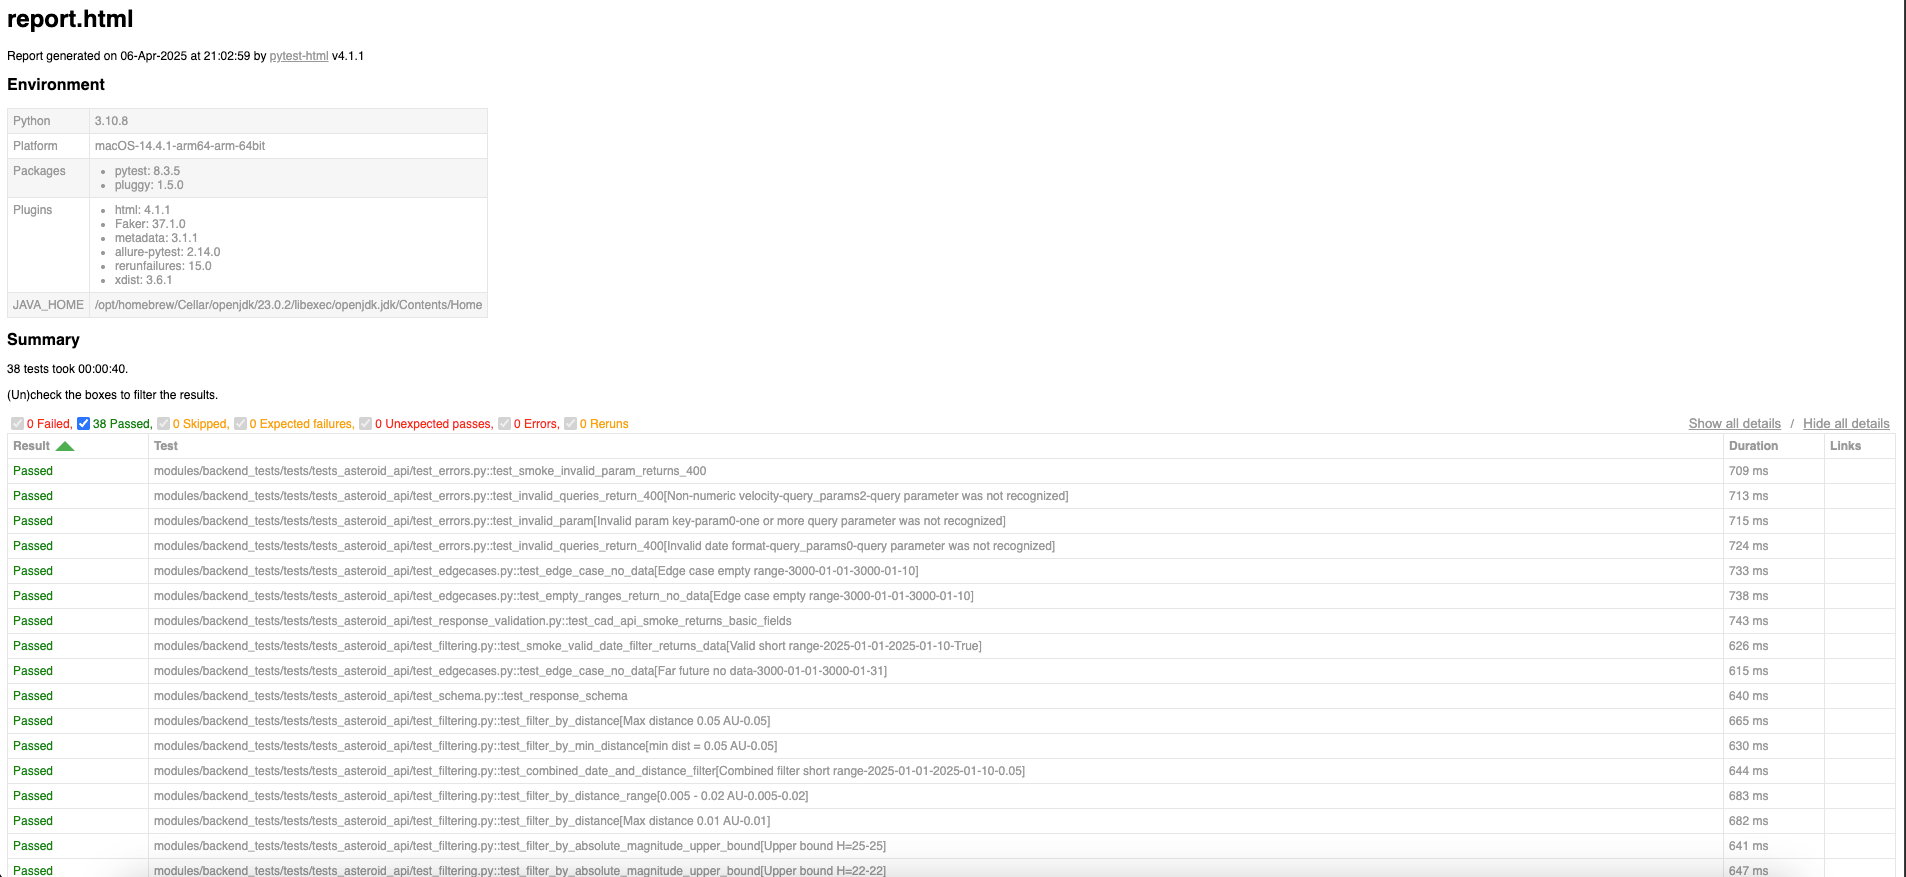 report.html
Report generated on 06-Apr-2025 at 21:02:59 by pytest-html v4.1.1
Environment
Python 3.10.8
Platform macOS-14.4.1-arm64-arm-64bit
Packages
• pytest: 8.3.5
• pluggy: 1.5.0
Plugins
• html: 4.1.1
• Faker: 37.1.0
• metadata: 3.1.1
• allure-pytest: 2.14.0
• rerunfailures: 15.0
• xdist: 3.6.1
JAVA_HOME /opt/homebrew/Cellar/openjdk/23.0.2/libexec/openjdk.jdk/Contents/Home
Summary
38 tests took 00:00:40.
(Un)check the boxes to filter the results.
0 Failed, 38 Passed, 0 Skipped, 0 Expected failures, 0 Unexpected passes, 0 Errors, 0 Reruns Show all details / Hide all details
Result Test Duration Links
Passed modules/backend_tests/tests/tests_asteroid_api/test_errors.py::test_smoke_invalid_param_returns_400 709 ms
Passed modules/backend_tests/tests/tests_asteroid_api/test_errors.py::test_invalid_queries_return_400[Non-numeric velocity-query_params2-query parameter was not recognized] 713 ms
Passed modules/backend_tests/tests/tests_asteroid_api/test_errors.py::test_invalid_param[Invalid param key-param0-one or more query parameter was not recognized] 715 ms
Passed modules/backend_tests/tests/tests_asteroid_api/test_errors.py::test_invalid_queries_return_400[Invalid date format-query_params0-query parameter was not recognized] 724 ms
Passed modules/backend_tests/tests/tests_asteroid_api/test_edgecases.py::test_edge_case_no_data[Edge case empty range-3000-01-01-3000-01-10] 733 ms
Passed modules/backend_tests/tests/tests_asteroid_api/test_edgecases.py::test_empty_ranges_return_no_data[Edge case empty range-3000-01-01-3000-01-10] 738 ms
Passed modules/backend_tests/tests/tests_asteroid_api/test_response_validation.py::test_cad_api_smoke_returns_basic_fields 743 ms
Passed modules/backend_tests/tests/tests_asteroid_api/test_filtering.py::test_smoke_valid_date_filter_returns_data[Valid short range-2025-01-01-2025-01-10-True] 626 ms
Passed modules/backend_tests/tests/tests_asteroid_api/test_edgecases.py::test_edge_case_no_data[Far future no data-3000-01-01-3000-01-31] 615 ms
Passed modules/backend_tests/tests/tests_asteroid_api/test_schema.py::test_response_schema 640 ms
Passed modules/backend_tests/tests/tests_asteroid_api/test_filtering.py::test_filter_by_distance[Max distance 0.05 AU-0.05] 665 ms
Passed modules/backend_tests/tests/tests_asteroid_api/test_filtering.py::test_filter_by_min_distance[min dist = 0.05 AU-0.05] 630 ms
Passed modules/backend_tests/tests/tests_asteroid_api/test_filtering.py::test_combined_date_and_distance_filter[Combined filter short range-2025-01-01-2025-01-10-0.05] 644 ms
Passed modules/backend_tests/tests/tests_asteroid_api/test_filtering.py::test_filter_by_distance_range[0.005 - 0.02 AU-0.005-0.02] 683 ms
Passed modules/backend_tests/tests/tests_asteroid_api/test_filtering.py::test_filter_by_distance[Max distance 0.01 AU-0.01] 682 ms
Passed modules/backend_tests/tests/tests_asteroid_api/test_filtering.py::test_filter_by_absolute_magnitude_upper_bound[Upper bound H=25-25] 641 ms
Passed modules/backend_tests/tests/tests_asteroid_api/test_filtering.py::test_filter_by_absolute_magnitude_upper_bound[Upper bound H=22-22] 647 ms